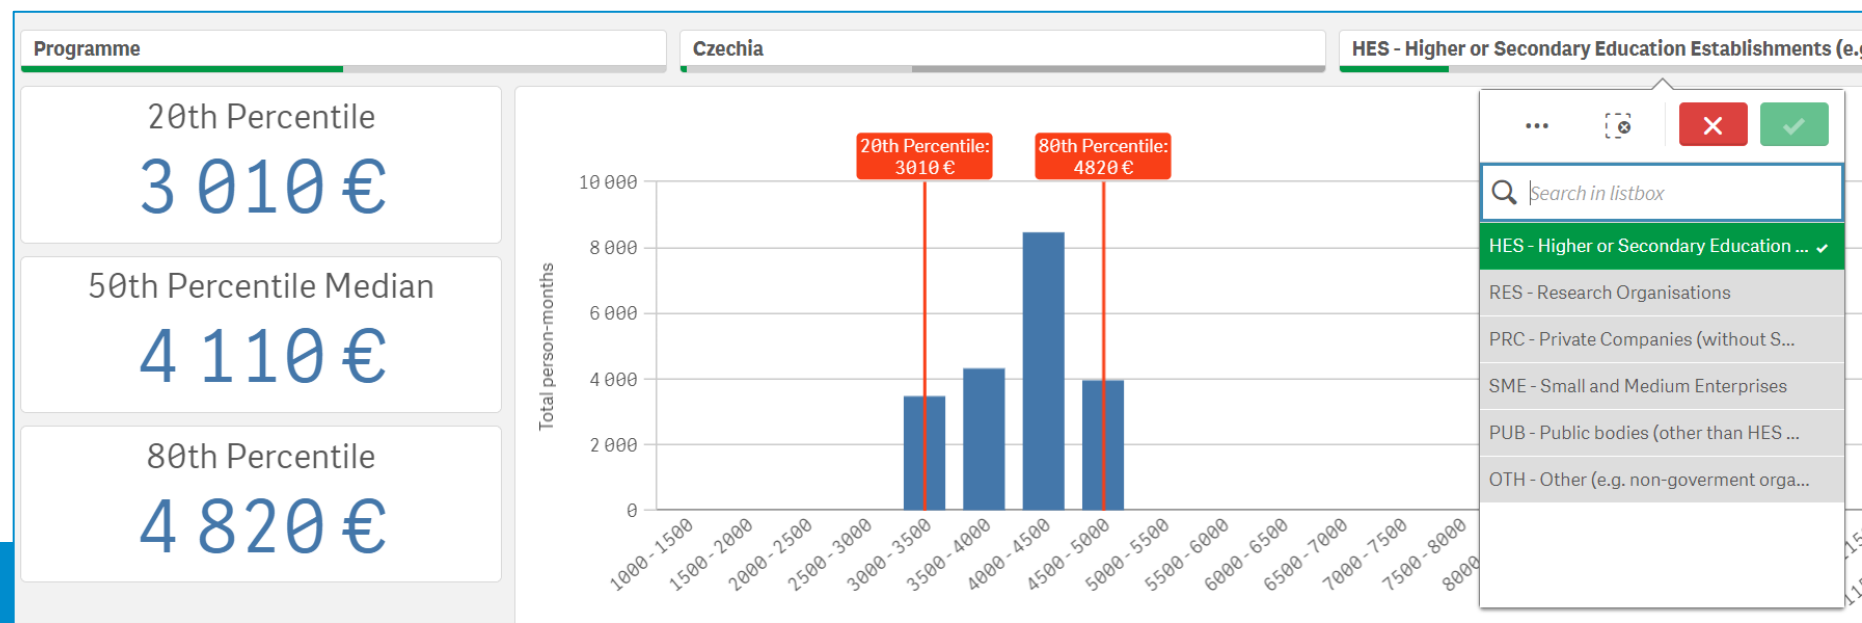 Programme
Czechia
HES - Higher or Secondary Education Establishments (e.g
20th Percentile
3 010 €
50th Percentile Median
4 110 €
80th Percentile
4 820 €
20th Percentile:
3010 €
80th Percentile:
4820 €
Total person-months
10 000
8 000
6 000
4 000
2 000
0
1000 - 1500
1500 - 2000
2000 - 2500
2500 - 3000
3000 - 3500
3500 - 4000
4000 - 4500
4500 - 5000
5000 - 5500
5500 - 6000
6000 - 6500
6500 - 7000
7000 - 7500
7500 - 8000
8000
Search in listbox
HES - Higher or Secondary Education ...
RES - Research Organisations
PRC - Private Companies (without S...
SME - Small and Medium Enterprises
PUB - Public bodies (other than HES ...
OTH - Other (e.g. non-goverment orga...